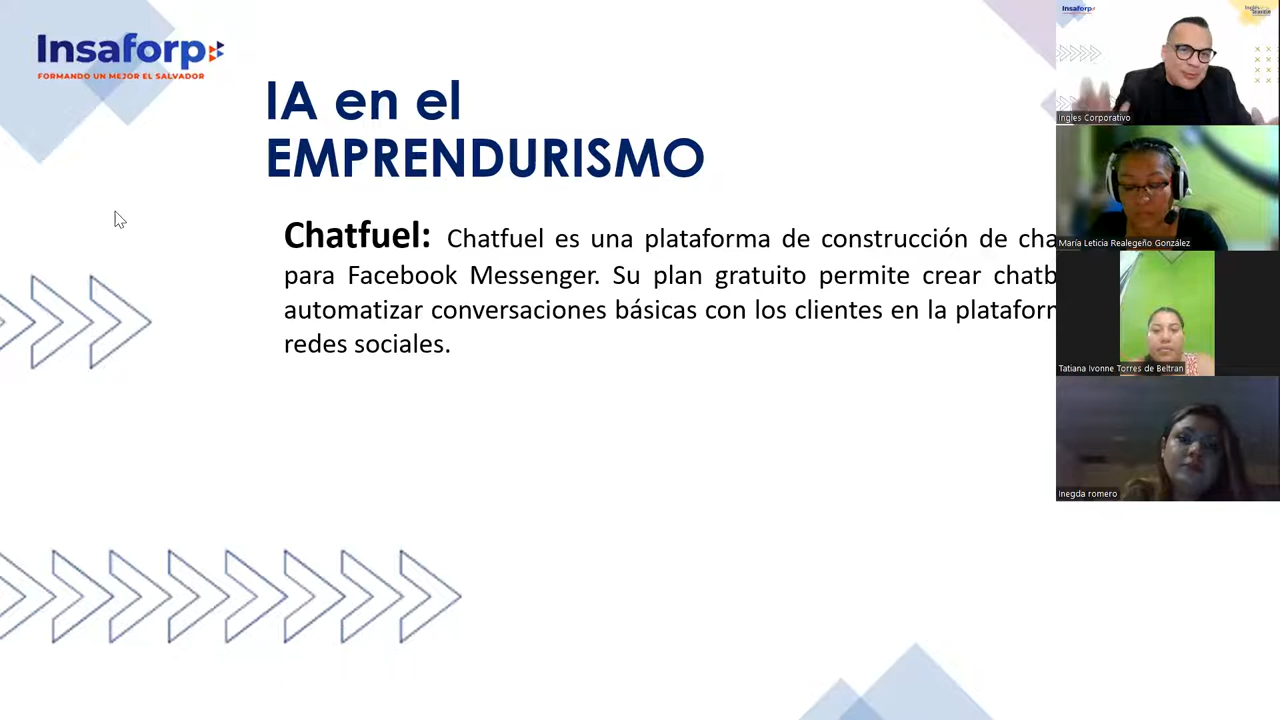 Insaforp
FORMANDO UN MEJOR EL SALVADOR
IA en el
EMPRENDURISMO
Chatfuel: Chatfuel es una plataforma de construcción de cha
para Facebook Messenger. Su plan gratuito permite crear chatb
automatizar conversaciones básicas con los clientes en la plataform
redes sociales.
Insaforp
Ingles Corporativo
María Leticia Realegeño González
Tatiana Ivonne Torres de Beltran
Inegda romero